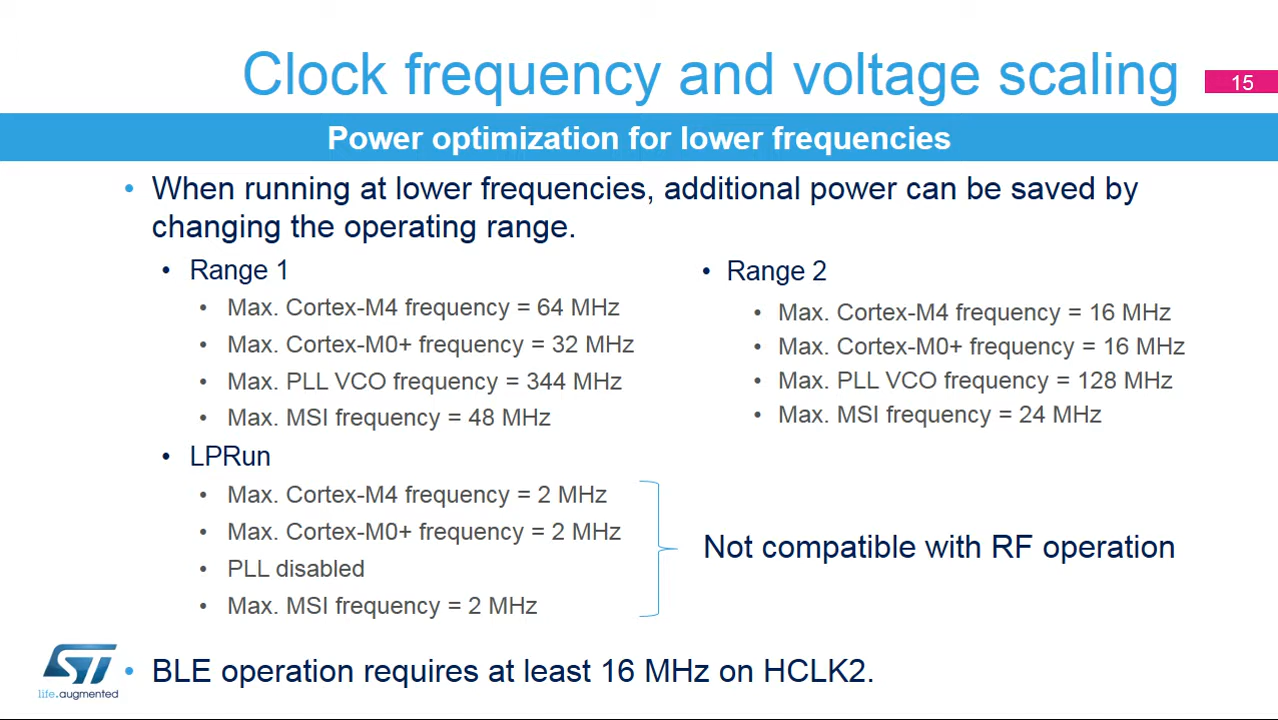 Clock frequency and voltage scaling
15
Power optimization for lower frequencies
• When running at lower frequencies, additional power can be saved by
changing the operating range.
• Range 1
• Max. Cortex-M4 frequency = 64 MHz
• Max. Cortex-M0+ frequency = 32 MHz
• Max. PLL VCO frequency = 344 MHz
• Max. MSI frequency = 48 MHz
• Range 2
• Max. Cortex-M4 frequency = 16 MHz
• Max. Cortex-M0+ frequency = 16 MHz
• Max. PLL VCO frequency = 128 MHz
• Max. MSI frequency = 24 MHz
• LPRun
• Max. Cortex-M4 frequency = 2 MHz
• Max. Cortex-M0+ frequency = 2 MHz
• PLL disabled
• Max. MSI frequency = 2 MHz
Not compatible with RF operation
• BLE operation requires at least 16 MHz on HCLK2.
ST
life.augmented